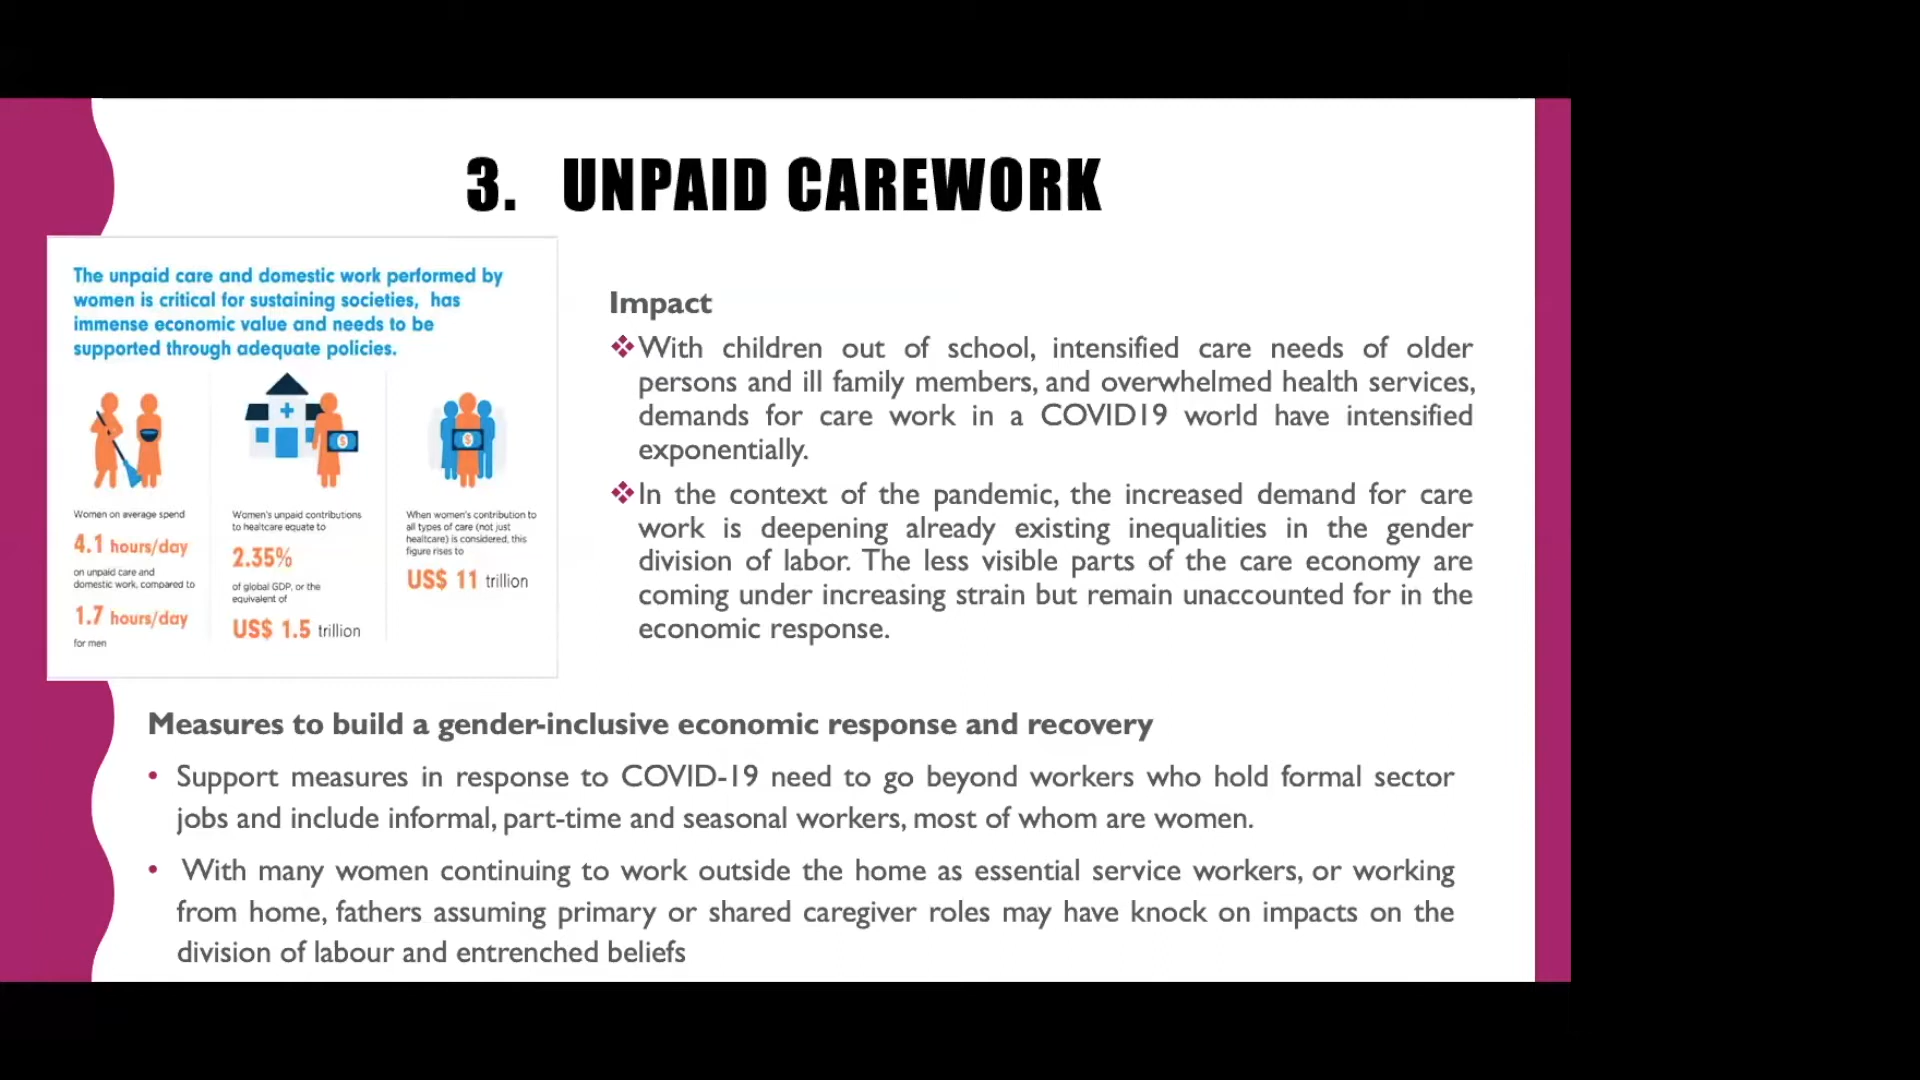 3. UNPAID CAREWORK
The unpaid care and domestic work performed by
women is critical for sustaining societies, has
immense economic value and needs to be
supported through adequate policies.
Women on average spend
4.1 hours/day
on unpaid care and
domestic work, compared to
1.7 hours/day
for men
Women's unpaid contributions
to healtcare equate to
2.35%
of global GDP, or the
equivalent of
US$ 1.5 trillion
When women's contribution to
all types of care (not just
healtcare) is considered, this
figure rises to
US$ 11 trillion
Impact
❖With children out of school, intensified care needs of older
persons and ill family members, and overwhelmed health services,
demands for care work in a COVID19 world have intensified
exponentially.
❖In the context of the pandemic, the increased demand for care
work is deepening already existing inequalities in the gender
division of labor. The less visible parts of the care economy are
coming under increasing strain but remain unaccounted for in the
economic response.
Measures to build a gender-inclusive economic response and recovery
• Support measures in response to COVID-19 need to go beyond workers who hold formal sector
jobs and include informal, part-time and seasonal workers, most of whom are women.
• With many women continuing to work outside the home as essential service workers, or working
from home, fathers assuming primary or shared caregiver roles may have knock on impacts on the
division of labour and entrenched beliefs